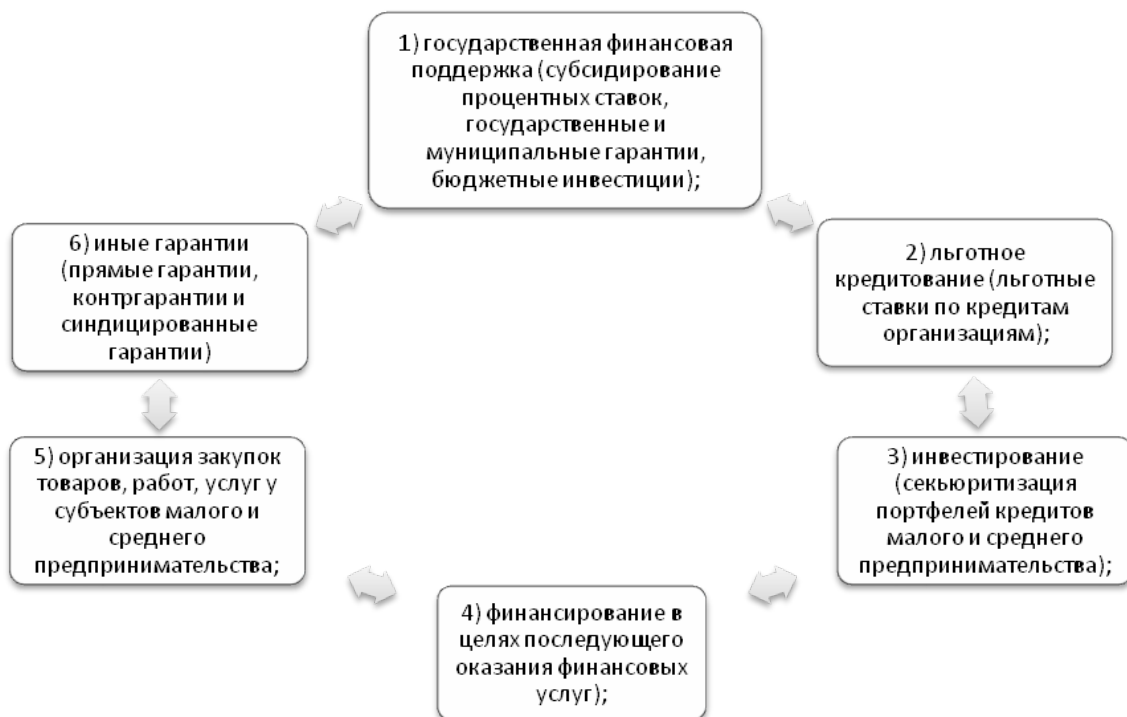 1) государственная финансовая
поддержка (субсидирование
процентных ставок,
государственные и
муниципальные гарантии,
бюджетные инвестиции);
2) льготное
кредитование (льготные
ставки по кредитам
организациям);
3) инвестирование
(секьюритизация
портфелей кредитов
малого и среднего
предпринимательства);
4) финансирование в
целях последующего
оказания финансовых
услуг);
5) организация закупок
товаров, работ, услуг у
субъектов малого и
среднего
предпринимательства;
6) иные гарантии
(прямые гарантии,
контргарантии и
синдицированные
гарантии)